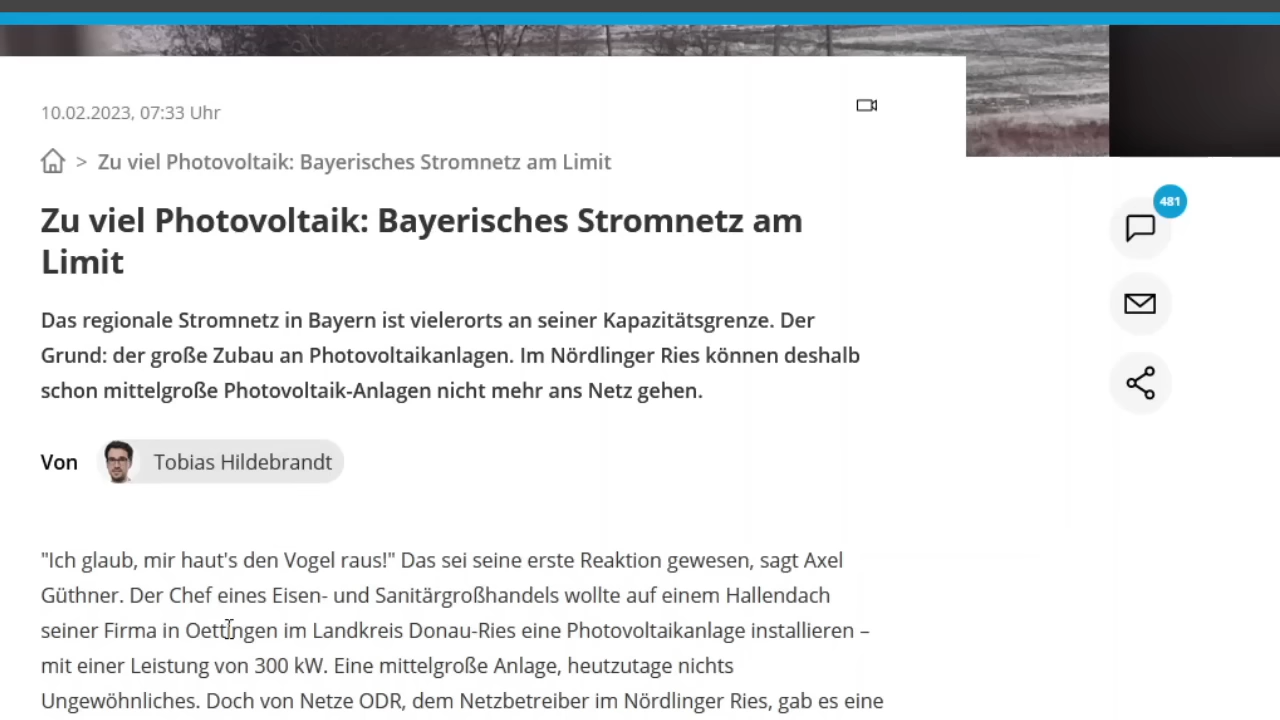 10.02.2023, 07:33 Uhr
> Zu viel Photovoltaik: Bayerisches Stromnetz am Limit
Zu viel Photovoltaik: Bayerisches Stromnetz am
Limit
481
Das regionale Stromnetz in Bayern ist vielerorts an seiner Kapazitätsgrenze. Der
Grund: der große Zubau an Photovoltaikanlagen. Im Nördlinger Ries können deshalb
schon mittelgroße Photovoltaik-Anlagen nicht mehr ans Netz gehen.
Von Tobias Hildebrandt
"Ich glaub, mir haut's den Vogel raus!" Das sei seine erste Reaktion gewesen, sagt Axel
Güthner. Der Chef eines Eisen- und Sanitärgroßhandels wollte auf einem Hallendach
seiner Firma in Oettingen im Landkreis Donau-Ries eine Photovoltaikanlage installieren –
mit einer Leistung von 300 kW. Eine mittelgroße Anlage, heutzutage nichts
Ungewöhnliches. Doch von Netze ODR, dem Netzbetreiber im Nördlinger Ries, gab es eine